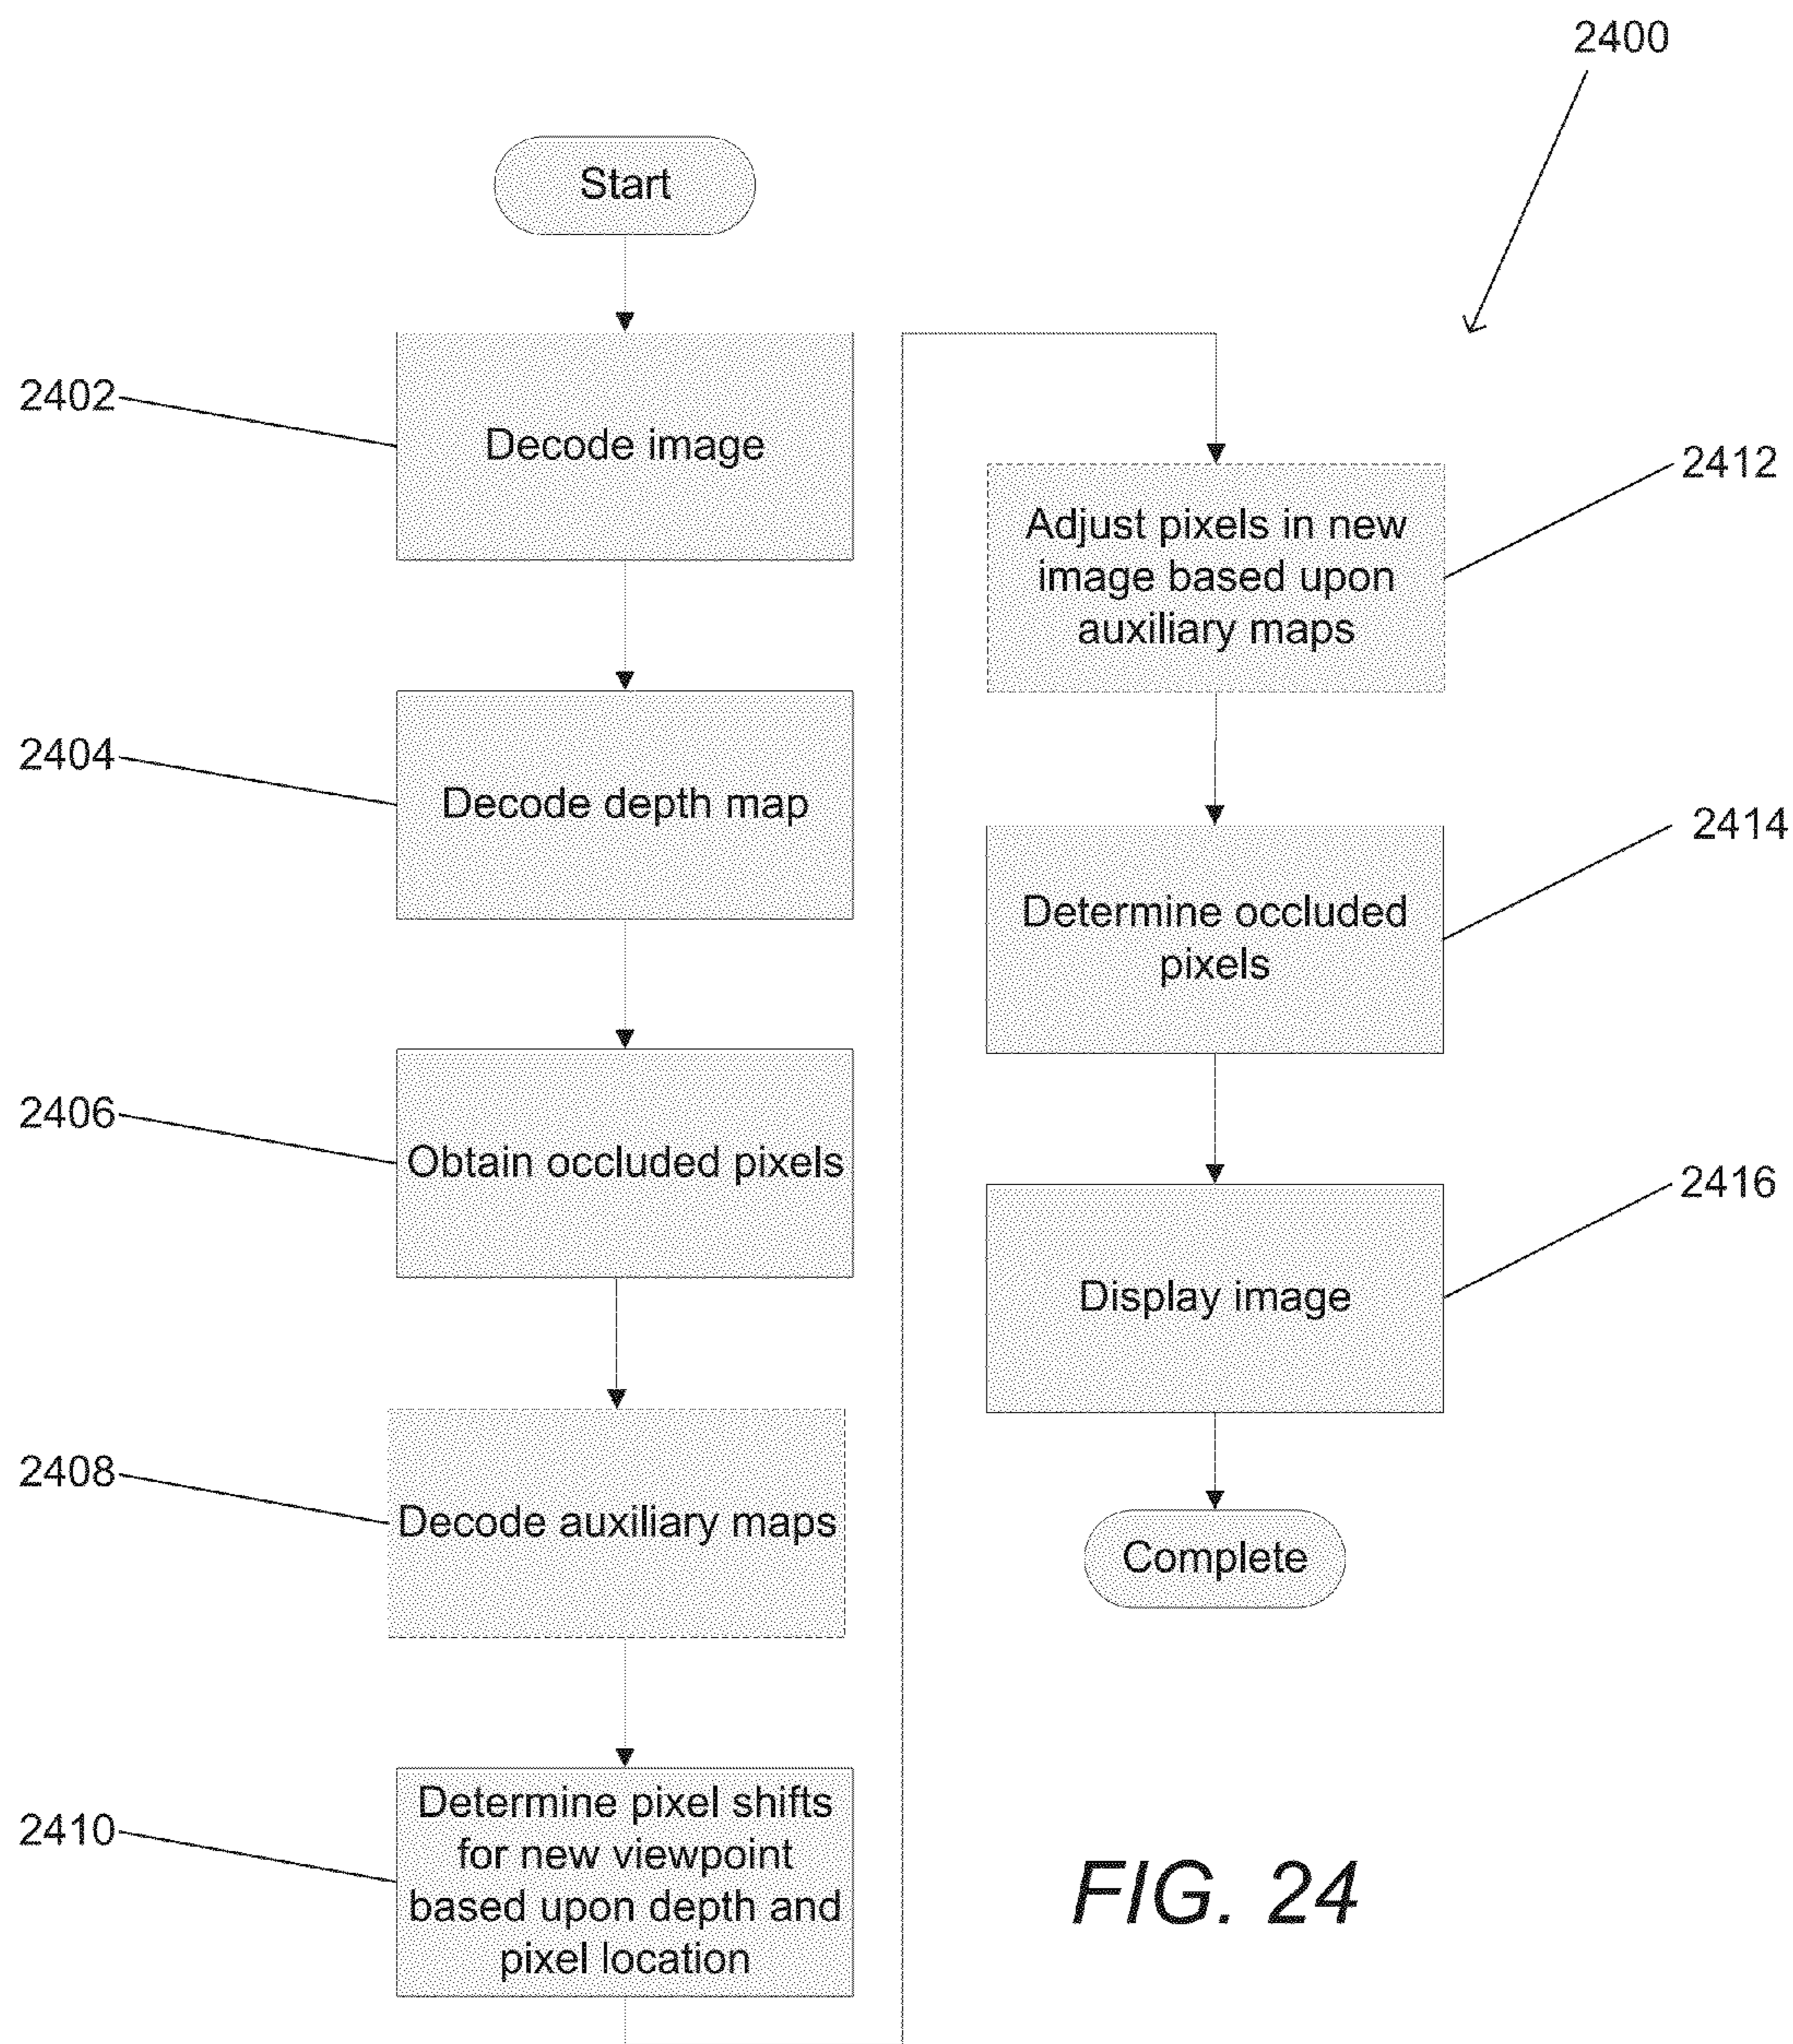 2400
Start
2402
Decode image
2404
Decode depth map
2406
Obtain occluded pixels
2408
Decode auxiliary maps
2410
Determine pixel shifts
for new viewpoint
based upon depth and
pixel location
2412
Adjust pixels in new
image based upon
auxiliary maps
2414
Determine occluded
pixels
2416
Display image
Complete
FIG. 24